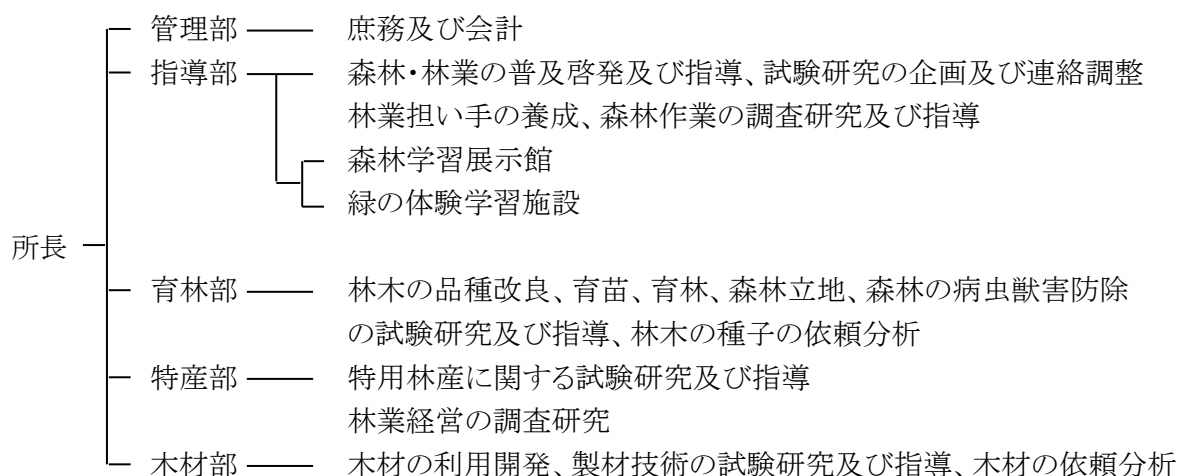 管理部 庶務及び会計
指導部 森林・林業の普及啓発及び指導、試験研究の企画及び連絡調整
林業担い手の養成、森林作業の調査研究及び指導
森林学習展示館
緑の体験学習施設
所長
育林部 林木の品種改良、育苗、育林、森林立地、森林の病虫獣害防除
の試験研究及び指導、林木の種子の依頼分析
特産部 特用林産に関する試験研究及び指導
林業経営の調査研究
木材部 木材の利用開発、製材技術の試験研究及び指導、木材の依頼分析